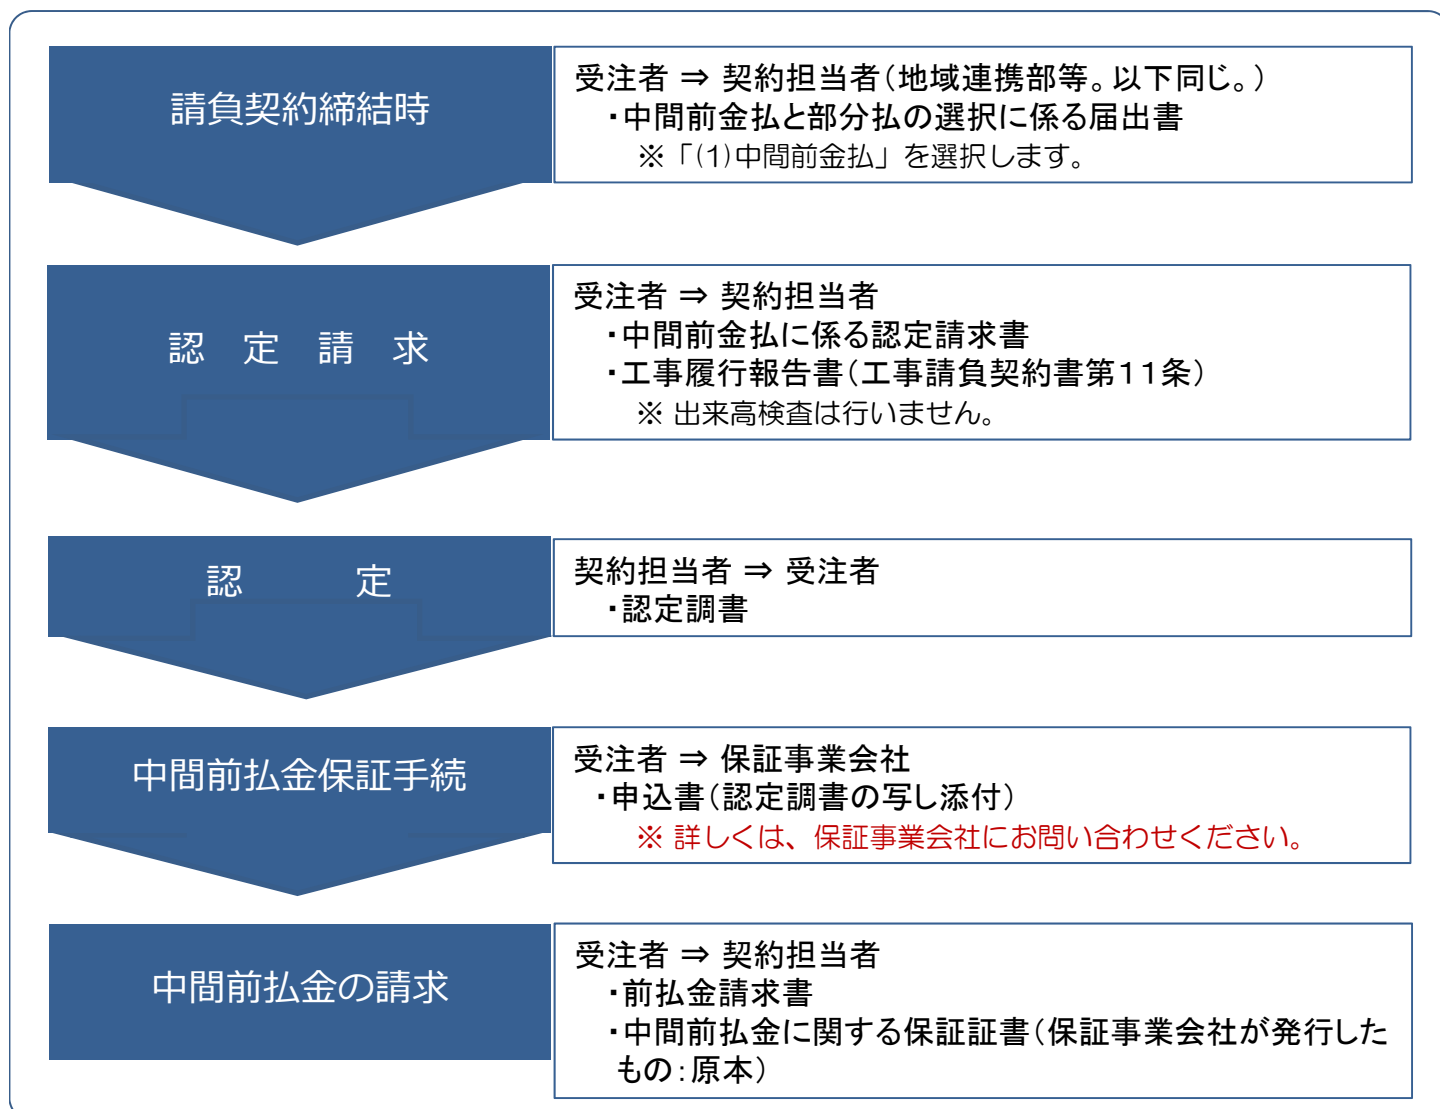 請負契約締結時
受注者 ⇒ 契約担当者（地域連携部等。以下同じ。）
・中間前金払と部分払の選択に係る届出書
※「(1)中間前金払」を選択します。
認 定 請 求
受注者 ⇒ 契約担当者
・中間前金払に係る認定請求書
・工事履行報告書（工事請負契約書第１１条）
※ 出来高検査は行いません。
認 定
契約担当者 ⇒ 受注者
・認定調書
中間前払金保証手続
受注者 ⇒ 保証事業会社
・申込書（認定調書の写し添付）
※ 詳しくは、保証事業会社にお問い合わせください。
中間前払金の請求
受注者 ⇒ 契約担当者
・前払金請求書
・中間前払金に関する保証証書（保証事業会社が発行した
もの：原本）